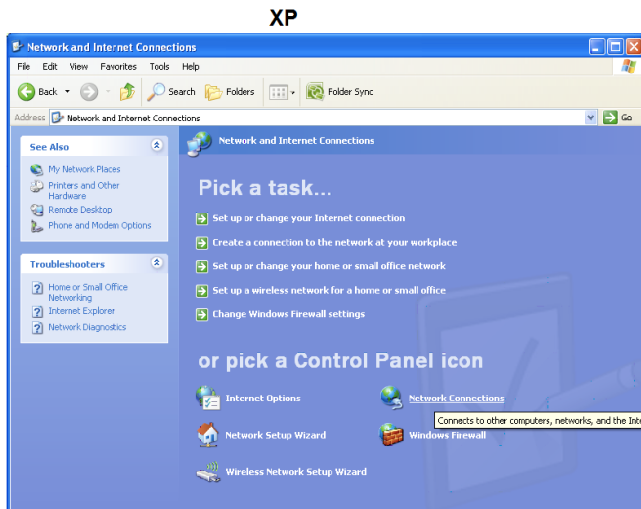 XP
Network and Internet Connections
File Edit View Favorites Tools Help
Back Search Folders Folder Sync
Address Network and Internet Connections Go
See Also
My Network Places
Printers and Other
Hardware
Remote Desktop
Phone and Modem Options
Troubleshooters
Home or Small Office
Networking
Internet Explorer
Network Diagnostics
Network and Internet Connections
Pick a task...
Set up or change your Internet connection
Create a connection to the network at your workplace
Set up or change your home or small office network
Set up a wireless network for a home or small office
Change Windows Firewall settings
or pick a Control Panel icon
Internet Options
Network Connections
Connects to other computers, networks, and the Inte
Network Setup Wizard
Windows Firewall
Wireless Network Setup Wizard